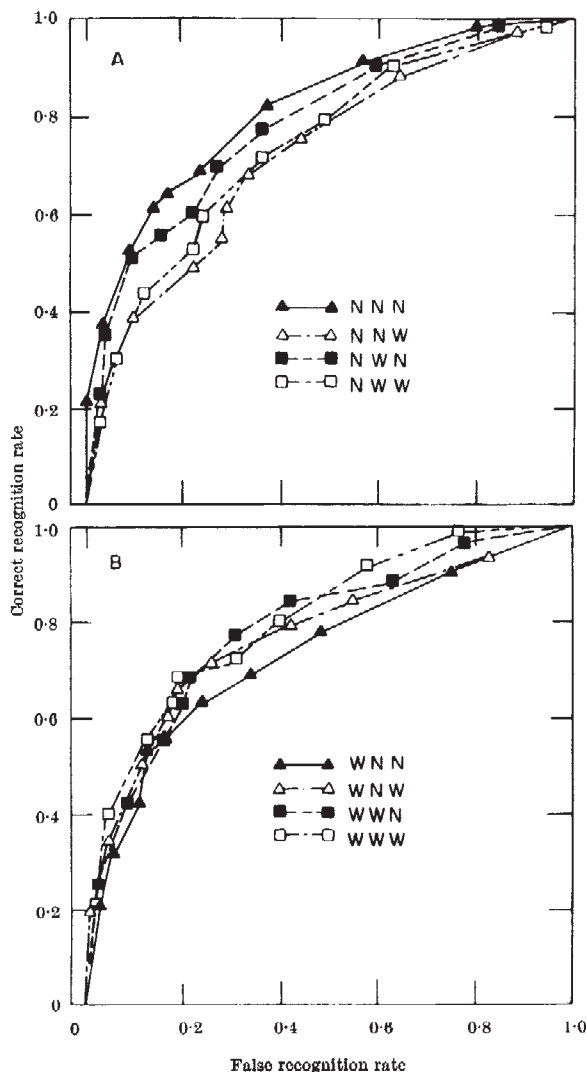 1·0
A
0·8
0·6
0·4
N N N
N N W
N W N
N W W
0·2
0
Correct recognition rate
1·0
B
0·8
0·6
W N N
W N W
0·4
W W N
W W W
0·2
0
0 0·2 0·4 0·6 0·8 1.0
False recognition rate